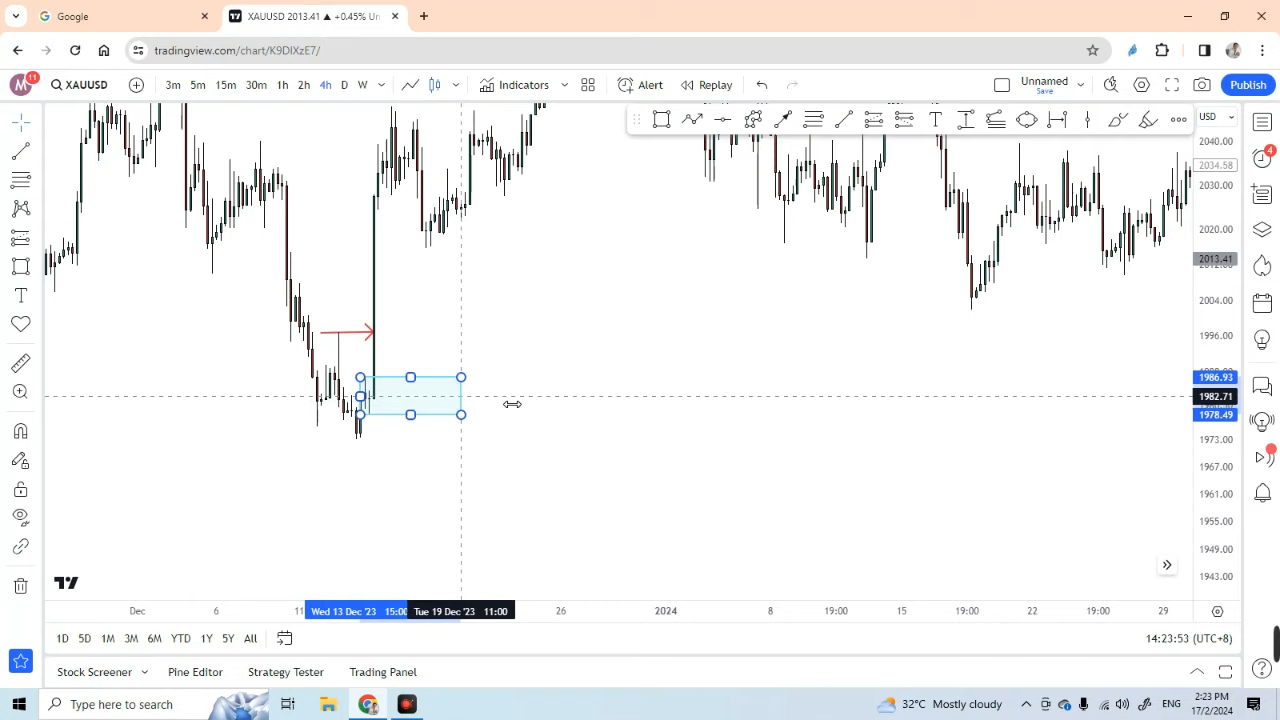 Google
XAUUSD 2013.41 ▲ +0.45% Un
tradingview.com/chart/K9DIXzE7/
M 11 XAUUSD 3m 5m 15m 30m 1h 2h 4h D W Indicators Alert Replay Unnamed Save Publish
USD
2040.00
2034.58
2030.00
2020.00
2013.41
2004.00
1996.00
1986.93
1982.71
1978.49
1973.00
1967.00
1961.00
1955.00
1949.00
1943.00
4
Dec 6 11 Wed 13 Dec '23 15:00 Tue 19 Dec '23 11:00 26 2024 8 19:00 15 19:00 22 19:00 29
1D 5D 1M 3M 6M YTD 1Y 5Y All 14:23:53 (UTC+8)
Stock Screener Pine Editor Strategy Tester Trading Panel
Type here to search 32°C Mostly cloudy ENG 2:23 PM
17/2/2024